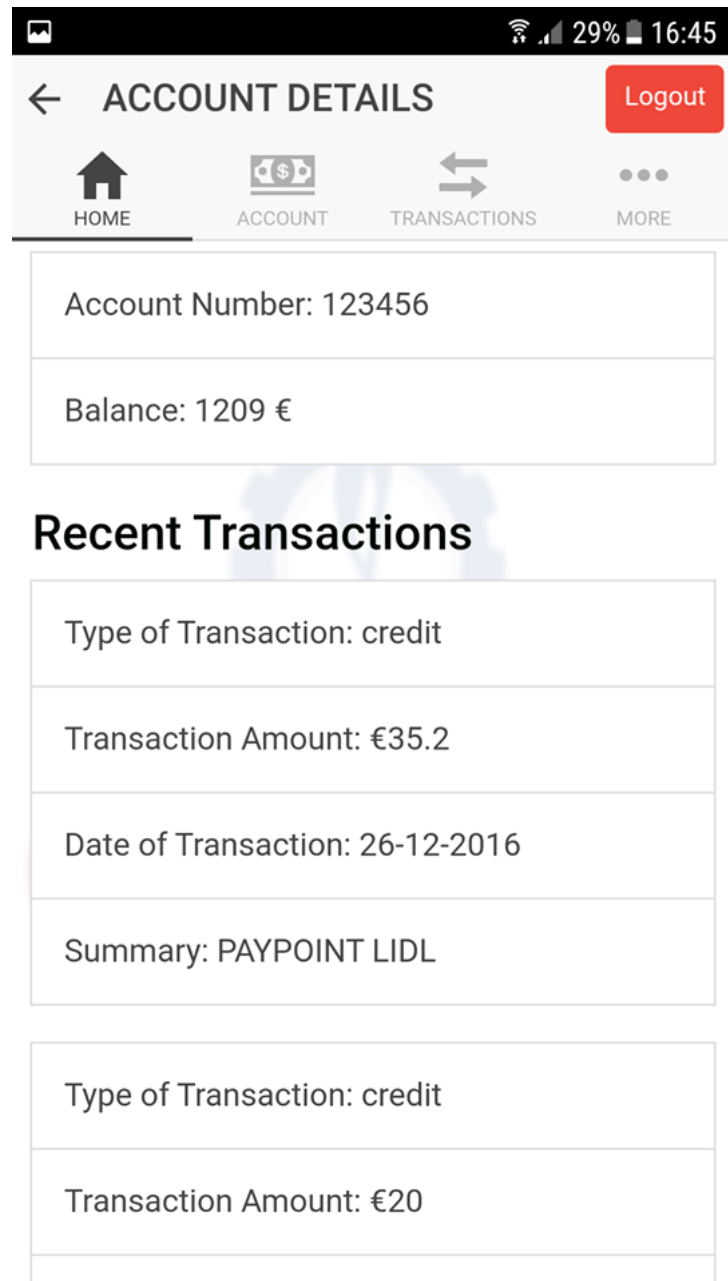 29% 16:45
ACCOUNT DETAILS Logout
HOME ACCOUNT TRANSACTIONS MORE
Account Number: 123456
Balance: 1209 €
Recent Transactions
Type of Transaction: credit
Transaction Amount: €35.2
Date of Transaction: 26-12-2016
Summary: PAYPOINT LIDL
Type of Transaction: credit
Transaction Amount: €20